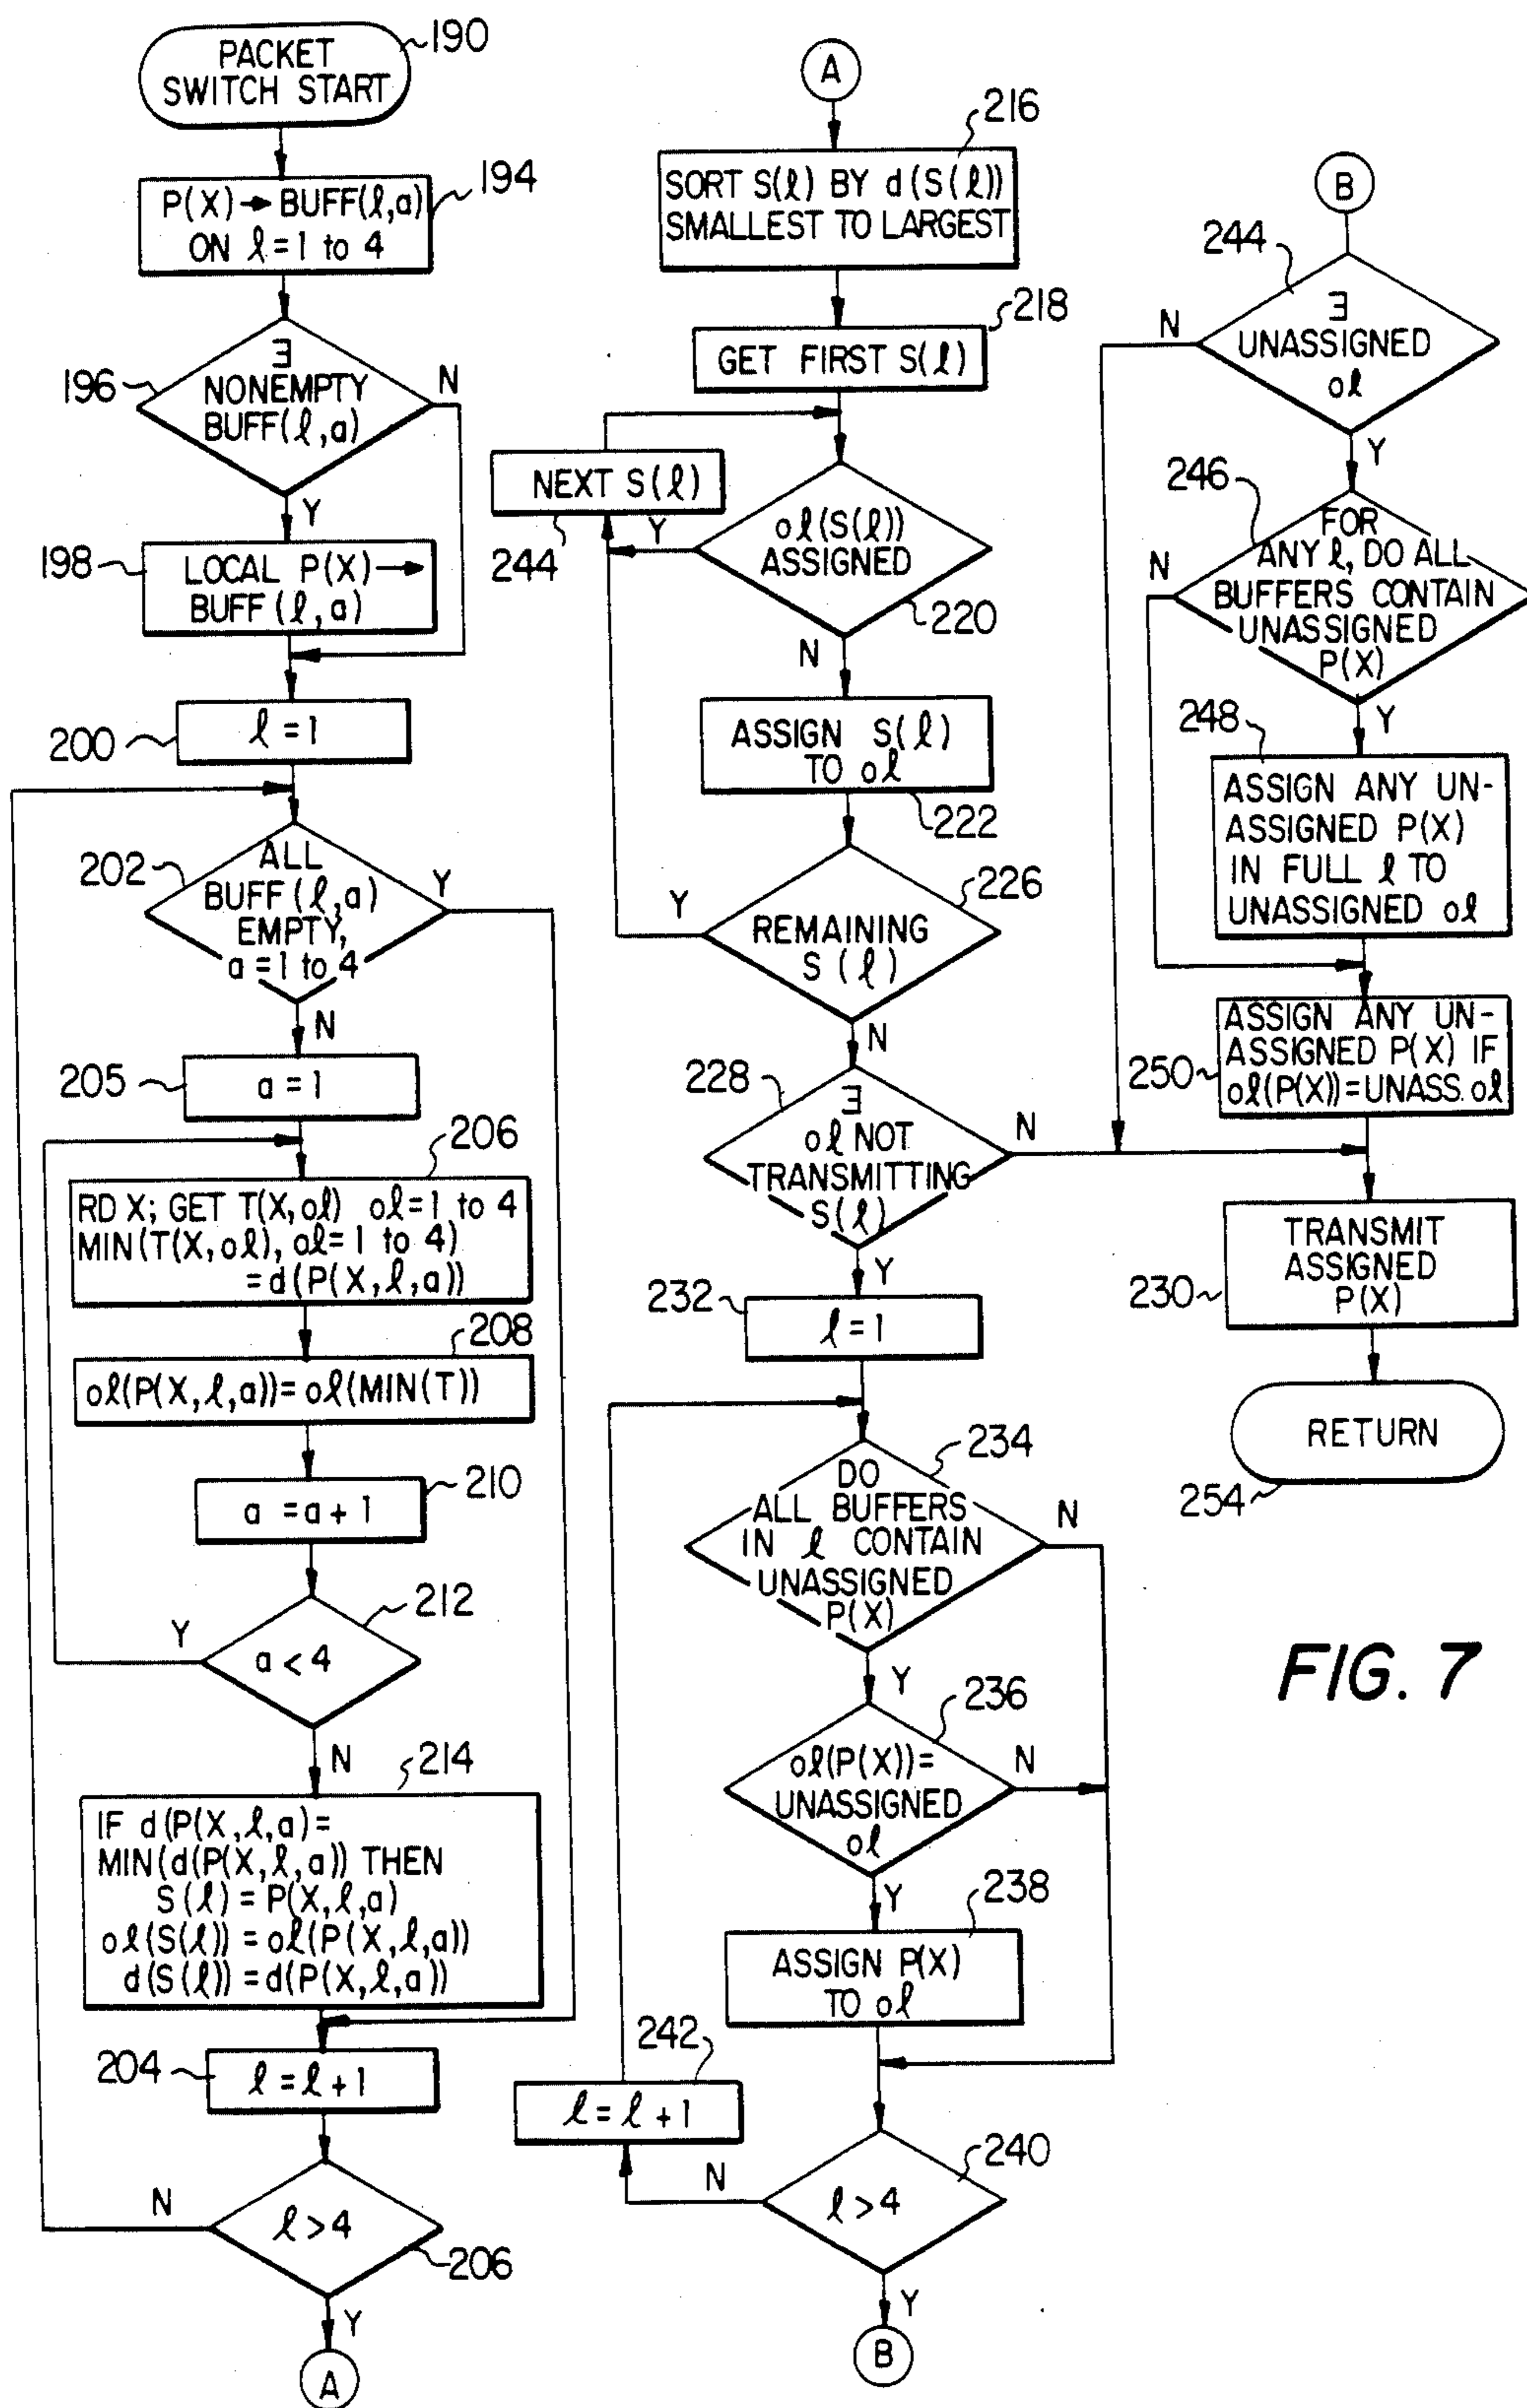 PACKET
SWITCH START
190
P(X)→BUFF(ℓ,a)
ON ℓ=1 to 4
194
∃
NONEMPTY
BUFF(ℓ,a)
196
N
Y
LOCAL P(X)→
BUFF(ℓ,a)
198
ℓ=1
200
ALL
BUFF(ℓ,a)
EMPTY,
a=1 to 4
202
Y
N
a=1
205
RD X; GET T(X,oℓ) oℓ=1 to 4
MIN(T(X,oℓ), oℓ=1 to 4)
=d(P(X,ℓ,a))
206
oℓ(P(X,ℓ,a))=oℓ(MIN(T))
208
a=a+1
210
a<4
212
Y
N
IF d(P(X,ℓ,a)=
MIN(d(P(X,ℓ,a)) THEN
S(ℓ)=P(X,ℓ,a)
oℓ(S(ℓ))=oℓ(P(X,ℓ,a))
d(S(ℓ))=d(P(X,ℓ,a))
214
ℓ=ℓ+1
204
ℓ>4
206
N
Y
A
A
SORT S(ℓ) BY d(S(ℓ))
SMALLEST TO LARGEST
216
GET FIRST S(ℓ)
218
NEXT S(ℓ)
244
oℓ(S(ℓ))
ASSIGNED
220
Y
N
ASSIGN S(ℓ)
TO oℓ
222
REMAINING
S(ℓ)
226
Y
N
∃
oℓ NOT
TRANSMITTING
S(ℓ)
228
N
Y
ℓ=1
232
DO
ALL BUFFERS
IN ℓ CONTAIN
UNASSIGNED
P(X)
234
N
Y
oℓ(P(X))=
UNASSIGNED
oℓ
236
N
Y
ASSIGN P(X)
TO oℓ
238
ℓ=ℓ+1
242
ℓ>4
240
N
Y
B
B
∃
UNASSIGNED
oℓ
244
N
Y
FOR
ANY ℓ, DO ALL
BUFFERS CONTAIN
UNASSIGNED
P(X)
246
N
Y
ASSIGN ANY UN-
ASSIGNED P(X)
IN FULL ℓ TO
UNASSIGNED oℓ
248
ASSIGN ANY UN-
ASSIGNED P(X) IF
oℓ(P(X))=UNASS.oℓ
250
TRANSMIT
ASSIGNED
P(X)
230
RETURN
254
FIG. 7